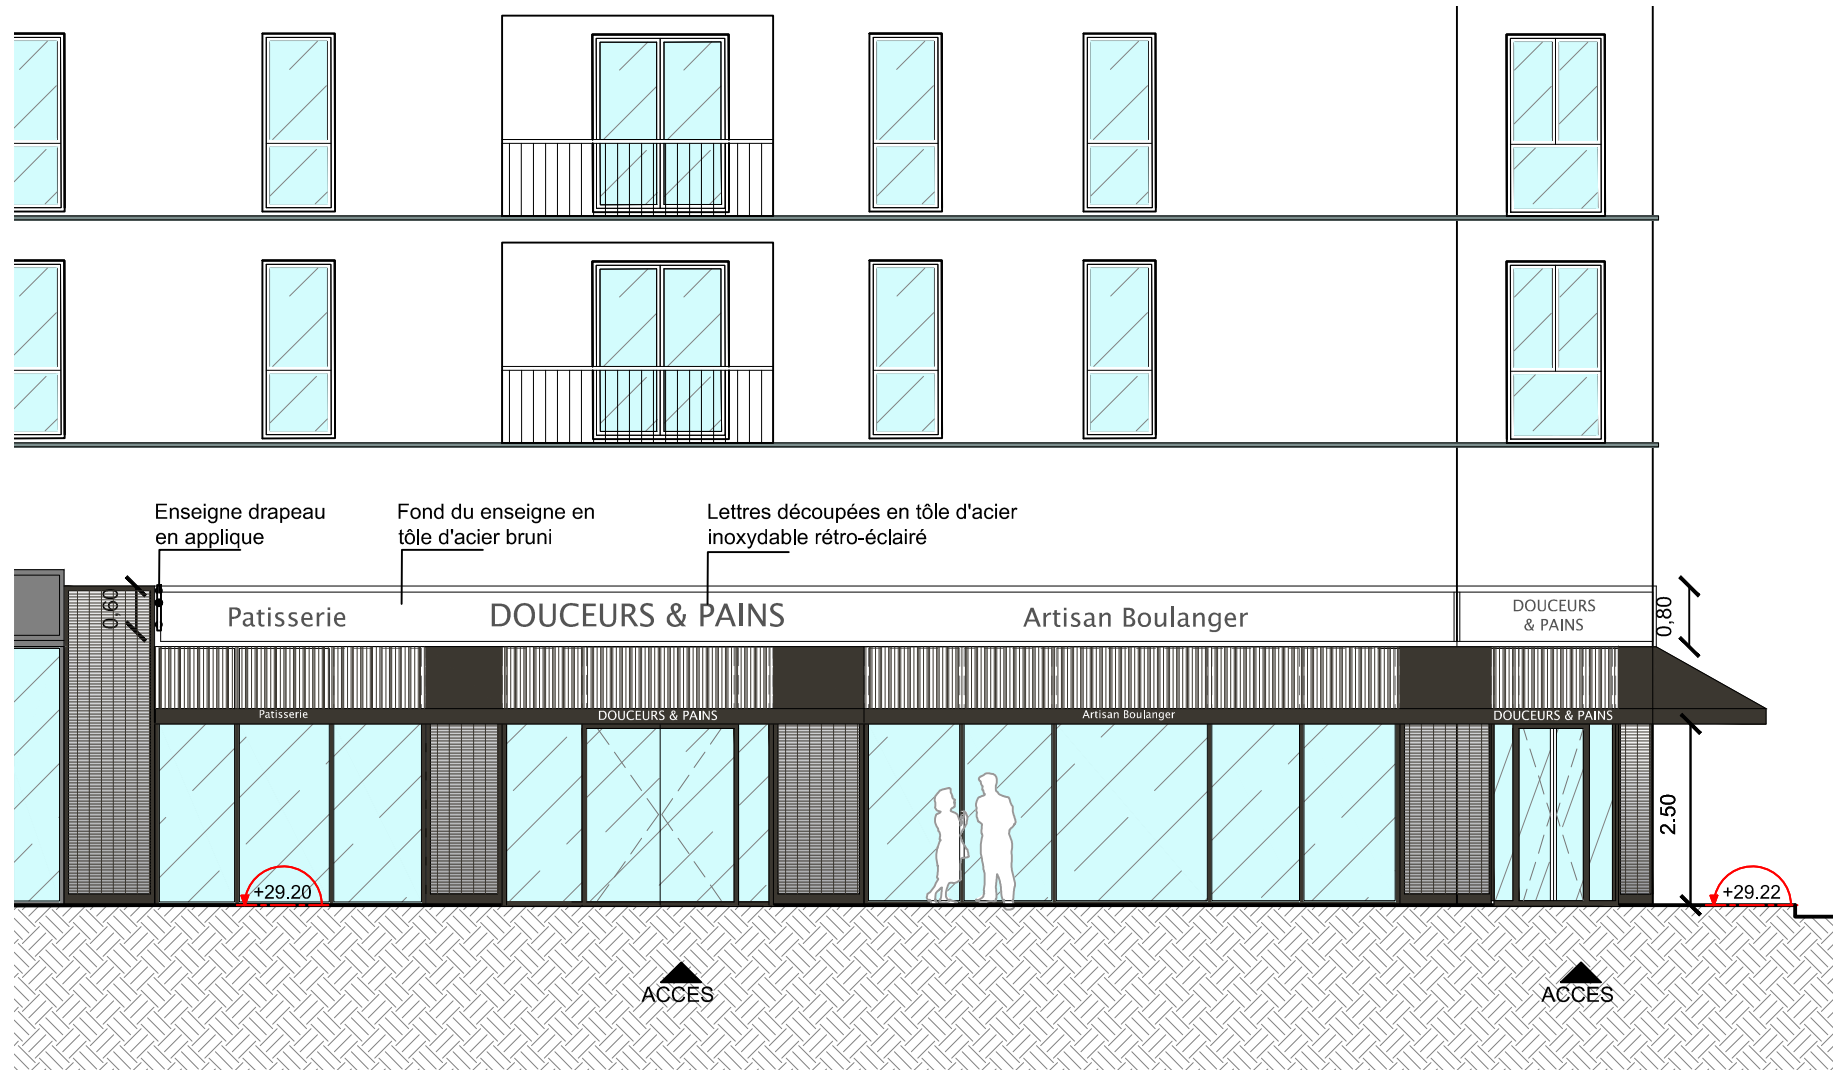 Enseigne drapeau
en applique
Fond du enseigne en
tôle d'acier bruni
Lettres découpées en tôle d'acier
inoxydable rétro-éclairé
0,60
Patisserie
DOUCEURS & PAINS
Artisan Boulanger
DOUCEURS
& PAINS
0,80
Patisserie
DOUCEURS & PAINS
Artisan Boulanger
DOUCEURS & PAINS
2.50
+29.20
+29.22
ACCES
ACCES